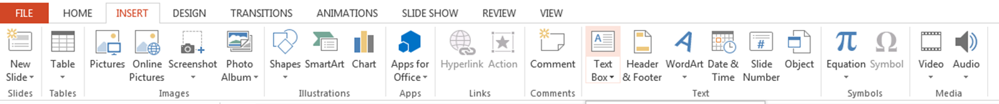 FILE HOME INSERT DESIGN TRANSITIONS ANIMATIONS SLIDE SHOW REVIEW VIEW
New Slide
Table
Pictures
Online Pictures
Screenshot
Photo Album
Shapes
SmartArt
Chart
Apps for Office
Hyperlink
Action
Comment
A
Text Box
Header & Footer
A
WordArt
Date & Time
#
Slide Number
Object
π
Equation
Ω
Symbol
Video
Audio
Slides Tables Images Illustrations Apps Links Comments Text Symbols Media